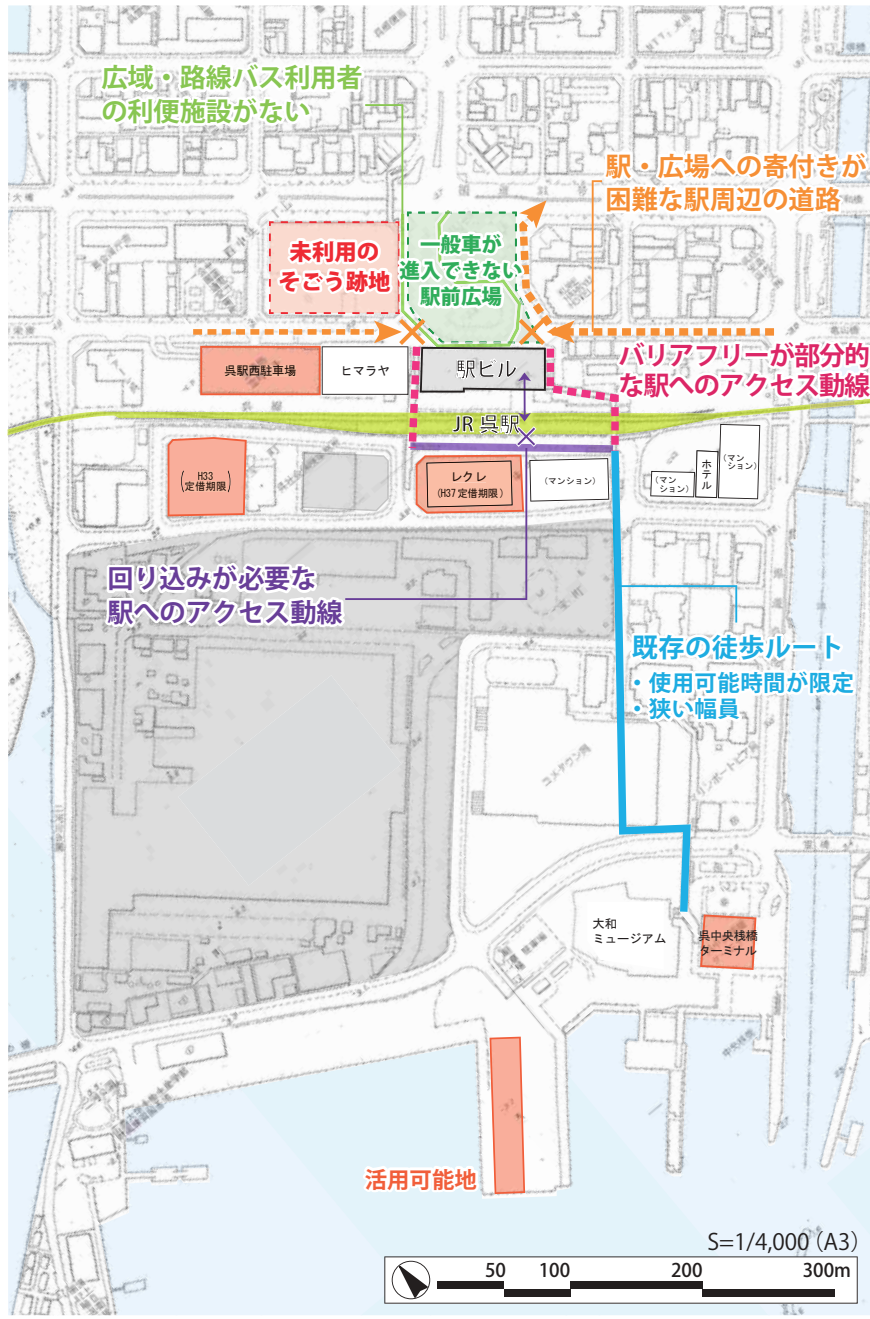 広域・路線バス利用者
の利便施設がない
駅・広場への寄付きが
困難な駅周辺の道路
未利用の
そごう跡地
一般車が
進入できない
駅前広場
呉駅西駐車場
ヒマラヤ
駅ビル
バリアフリーが部分的
な駅へのアクセス動線
JR 呉駅
(H33
定借期限)
レクレ
(H37 定借期限)
(マンション)
(マン
ション)
ホテル
(マンション)
回り込みが必要な
駅へのアクセス動線
既存の徒歩ルート
・使用可能時間が限定
・狭い幅員
大和
ミュージアム
呉中央桟橋
ターミナル
活用可能地
S=1/4,000 (A3)
50 100 200 300m